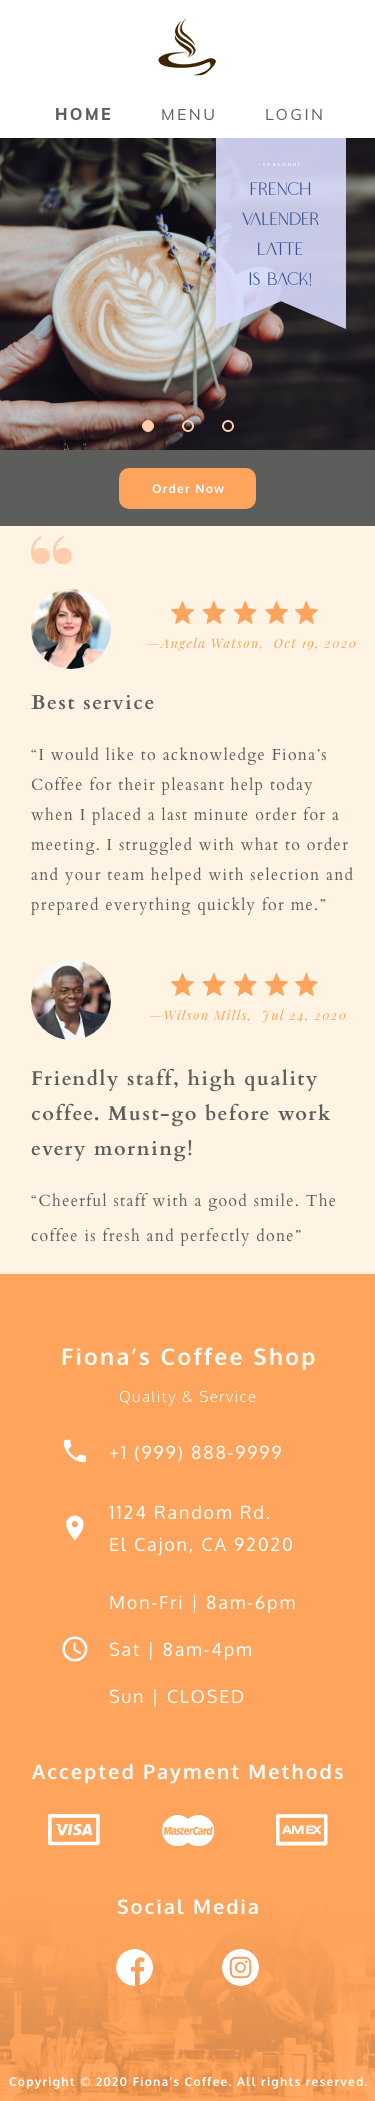 HOME MENU LOGIN
·seasonal·
FRENCH
VALENDER
LATTE
IS BACK!
Order Now
“
—Angela Watson, Oct 19, 2020
Best service
“I would like to acknowledge Fiona’s
Coffee for their pleasant help today
when I placed a last minute order for a
meeting. I struggled with what to order
and your team helped with selection and
prepared everything quickly for me.”
—Wilson Mills, Jul 24, 2020
Friendly staff, high quality
coffee. Must-go before work
every morning!
“Cheerful staff with a good smile. The
coffee is fresh and perfectly done”
Fiona’s Coffee Shop
Quality & Service
+1 (999) 888-9999
1124 Random Rd.
El Cajon, CA 92020
Mon-Fri | 8am-6pm
Sat | 8am-4pm
Sun | CLOSED
Accepted Payment Methods
VISA MasterCard AMEX
Social Media
Copyright © 2020 Fiona’s Coffee. All rights reserved.